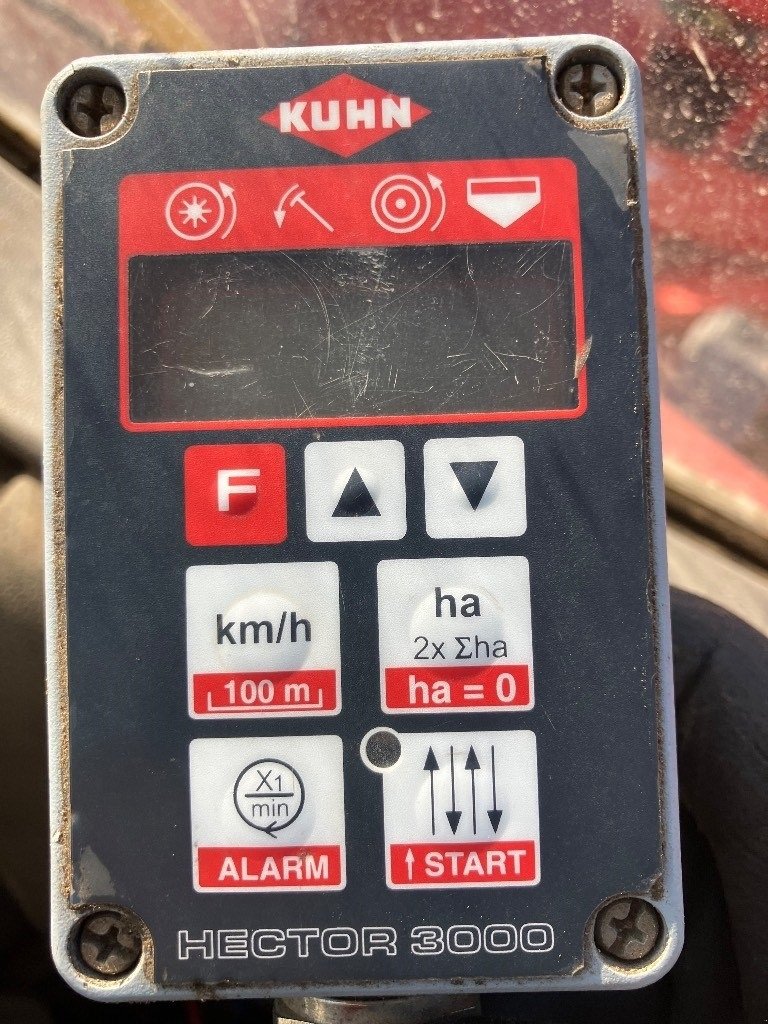 KUHN
F
km/h
100 m
ha
2x Σha
ha = 0
X1
min
ALARM
START
HECTOR 3000